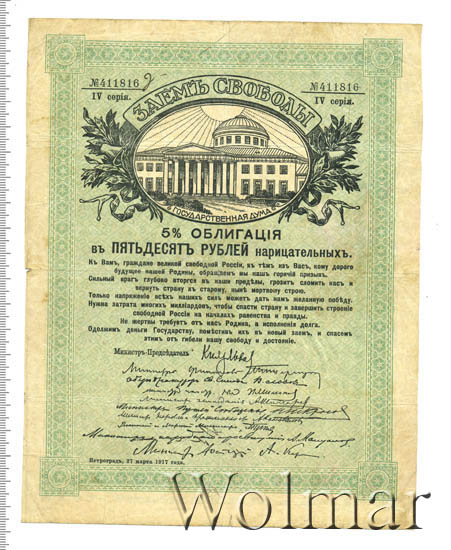 №411816
№411816
IV серія.
IV серія.
ЗАЕМЪ СВОБОДЫ
ГОСУДАРСТВЕННАЯ ДУМА
5% ОБЛИГАЦІЯ
въ ПЯТЬДЕСЯТЪ РУБЛЕЙ нарицательныхъ.
Къ Вамъ, граждане великой свободной Россіи, къ тѣмъ изъ Васъ, кому дорого
будущее нашей Родины, обращаемъ мы нашъ горячій призывъ.
Сильный врагъ глубоко вторгся въ наши предѣлы, грозитъ сломить насъ и
вернуть страну къ старому, нынѣ мертвому строю.
Только напряженіе всѣхъ нашихъ силъ можетъ дать намъ желанную побѣду.
Нужна затрата многихъ милліардовъ, чтобы спасти страну и завершить строеніе
свободной Россіи на началахъ равенства и правды.
Не жертвы требуетъ отъ насъ Родина, а исполненія долга.
Одолжимъ деньги Государству, помѣстивъ ихъ въ новый заемъ, и спасемъ
этимъ отъ гибели нашу свободу и достояніе.
Министръ-Предсѣдатель
Министръ
Петроградъ, 27 марта 1917 года.
Wolmar